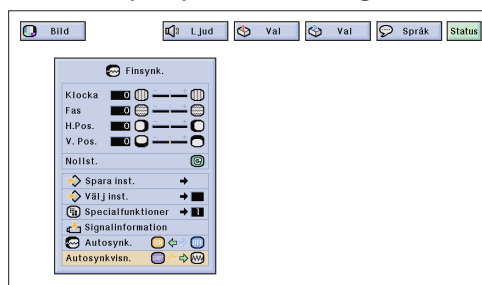 Bild Ljud Val Val Språk Status
Finsynk.
Klocka 0
Fas 0
H.Pos. 0
V. Pos. 0
Nollst.
Spara inst.
Välj inst.
Specialfunktioner 1
Signalinformation
Autosynk.
Autosynkvisn.